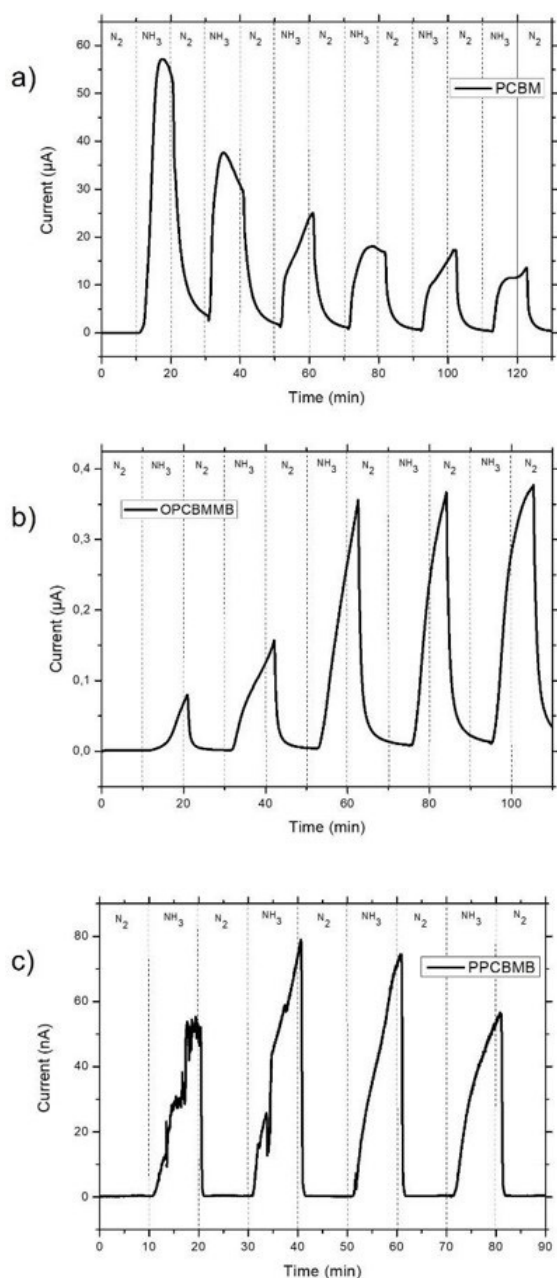 a)
N2 NH3 N2 NH3 N2 NH3 N2 NH3 N2 NH3 N2 NH3 N2
PCBM
Current (µA)
60
50
40
30
20
10
0
0 20 40 60 80 100 120
Time (min)
b)
N2 NH3 N2 NH3 N2 NH3 N2 NH3 N2 NH3 N2
OPCBMMB
Current (µA)
0,4
0,3
0,2
0,1
0,0
0 20 40 60 80 100
Time (min)
c)
N2 NH3 N2 NH3 N2 NH3 N2 NH3 N2
PPCBMB
Current (nA)
80
60
40
20
0
0 10 20 30 40 50 60 70 80 90
Time (min)